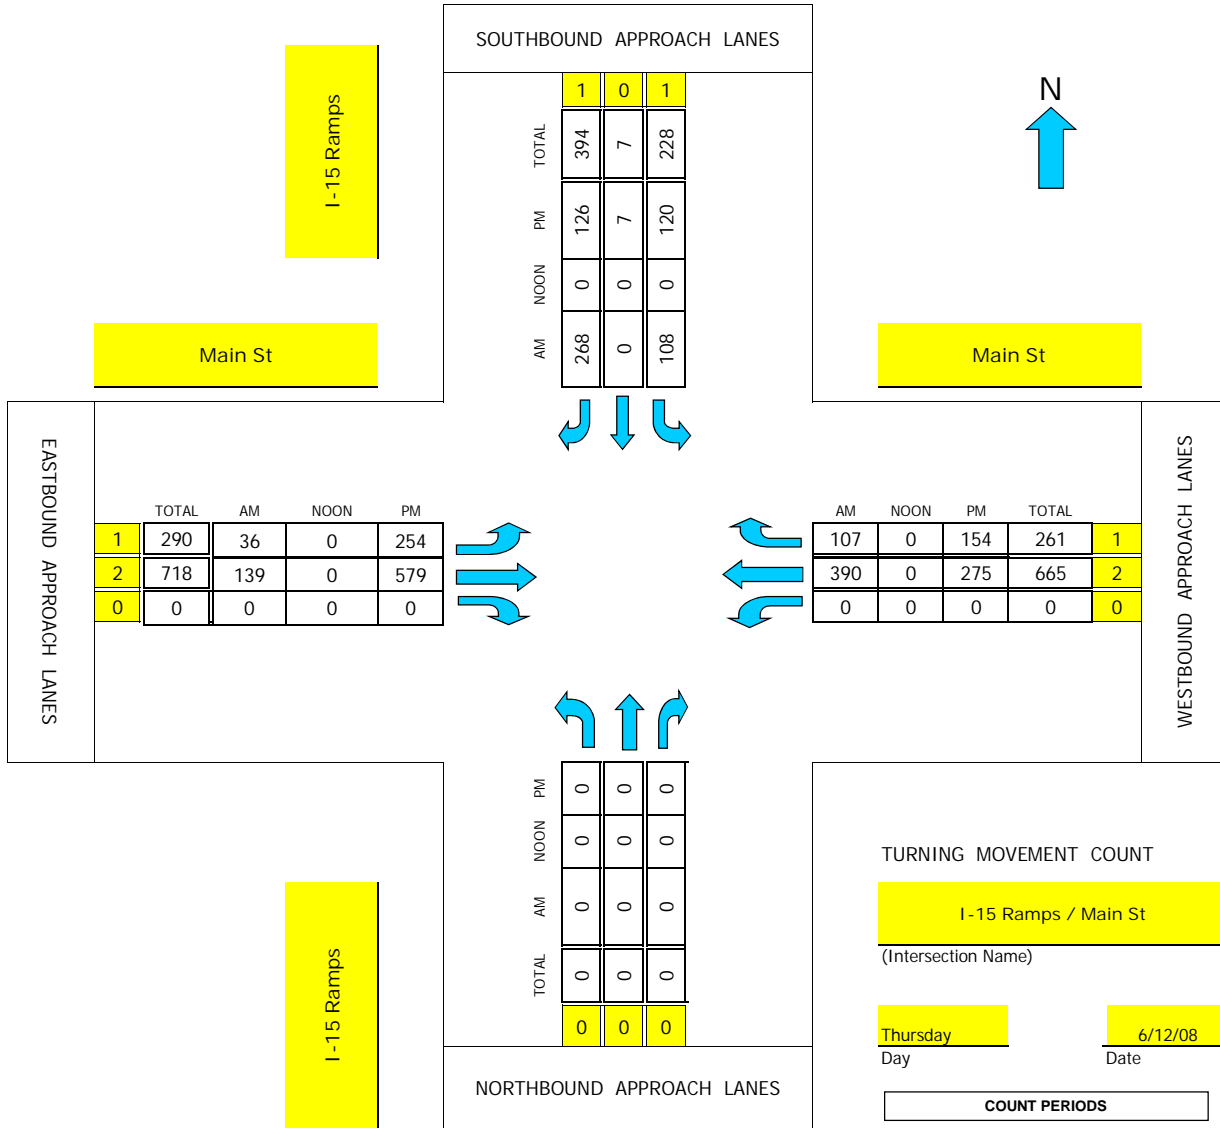 SOUTHBOUND APPROACH LANES
1 0 1
TOTAL 394 7 228
PM 126 7 120
NOON 0 0 0
AM 268 0 108
I-15 Ramps
N
Main St
Main St
EASTBOUND APPROACH LANES
TOTAL AM NOON PM
1 290 36 0 254
2 718 139 0 579
0 0 0 0 0
AM NOON PM TOTAL
107 0 154 261 1
390 0 275 665 2
0 0 0 0 0
WESTBOUND APPROACH LANES
PM 0 0 0
NOON 0 0 0
AM 0 0 0
TOTAL 0 0 0
0 0 0
NORTHBOUND APPROACH LANES
I-15 Ramps
TURNING MOVEMENT COUNT
I-15 Ramps / Main St
(Intersection Name)
Thursday 6/12/08
Day Date
COUNT PERIODS